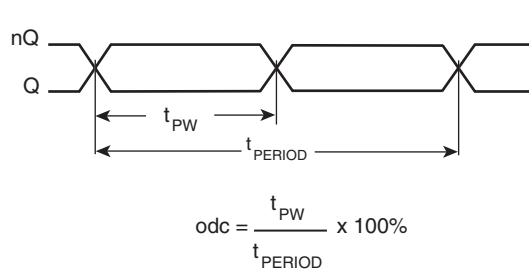 nQ
Q
tPW
tPERIOD
odc = tPW / tPERIOD x 100%